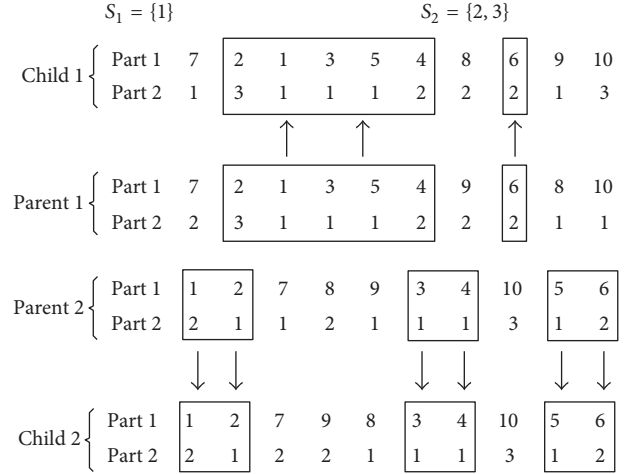 S₁ = {1} S₂ = {2, 3}
Child 1 Part 1 7 2 1 3 5 4 8 6 9 10
Part 2 1 3 1 1 1 2 2 2 1 3
Parent 1 Part 1 7 2 1 3 5 4 9 6 8 10
Part 2 2 3 1 1 1 2 2 2 1 1
Parent 2 Part 1 1 2 7 8 9 3 4 10 5 6
Part 2 2 1 1 2 1 1 1 3 1 2
Child 2 Part 1 1 2 7 9 8 3 4 10 5 6
Part 2 2 1 2 2 1 1 1 3 1 2